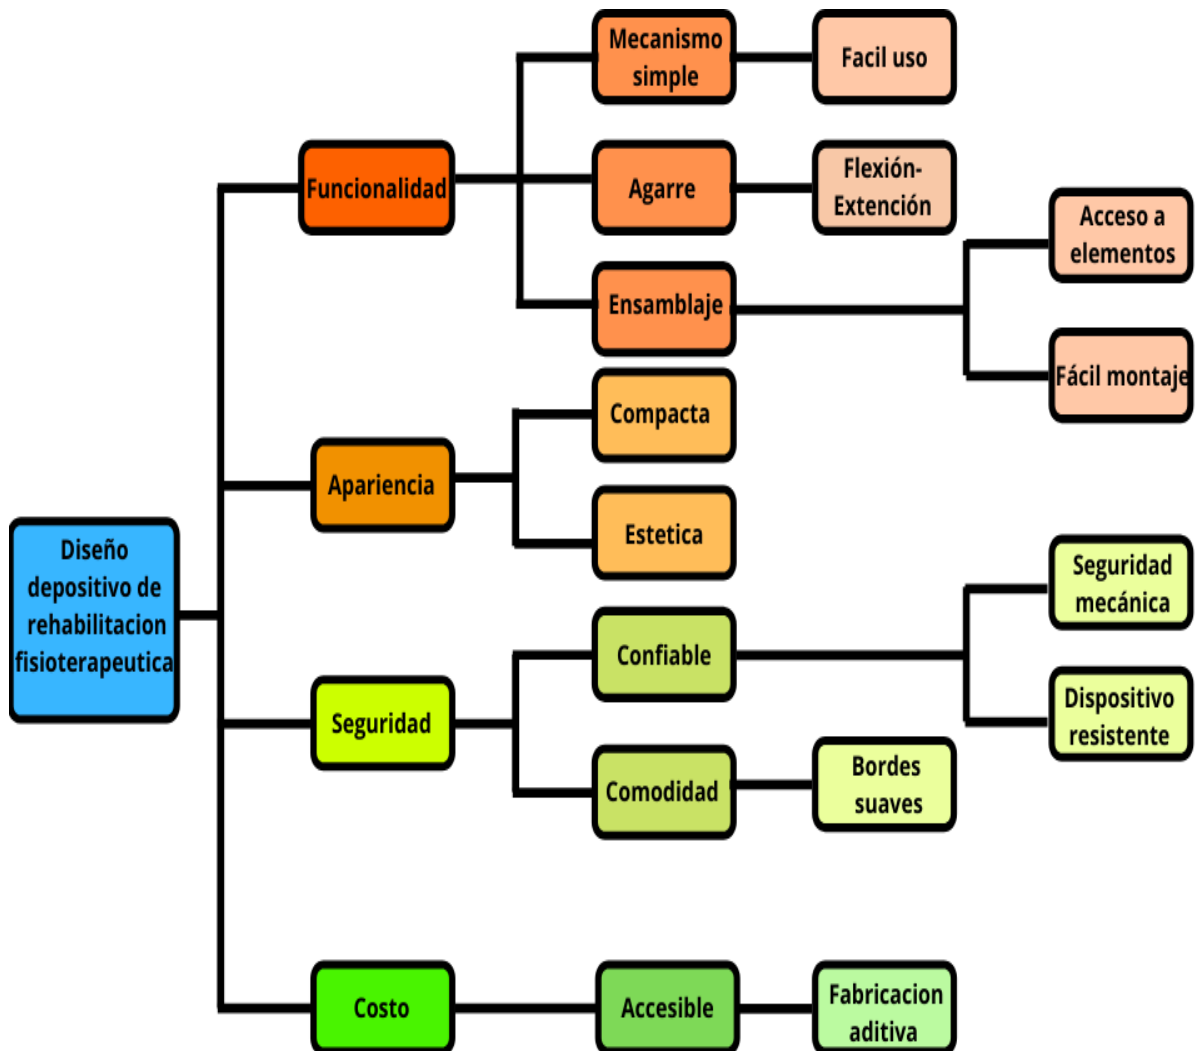 Diseño
depositivo de
rehabilitacion
fisioterapeutica
Funcionalidad
Mecanismo
simple
Facil uso
Agarre
Flexión-
Extención
Ensamblaje
Acceso a
elementos
Fácil montaje
Apariencia
Compacta
Estetica
Seguridad
Confiable
Seguridad
mecánica
Dispositivo
resistente
Comodidad
Bordes
suaves
Costo
Accesible
Fabricacion
aditiva